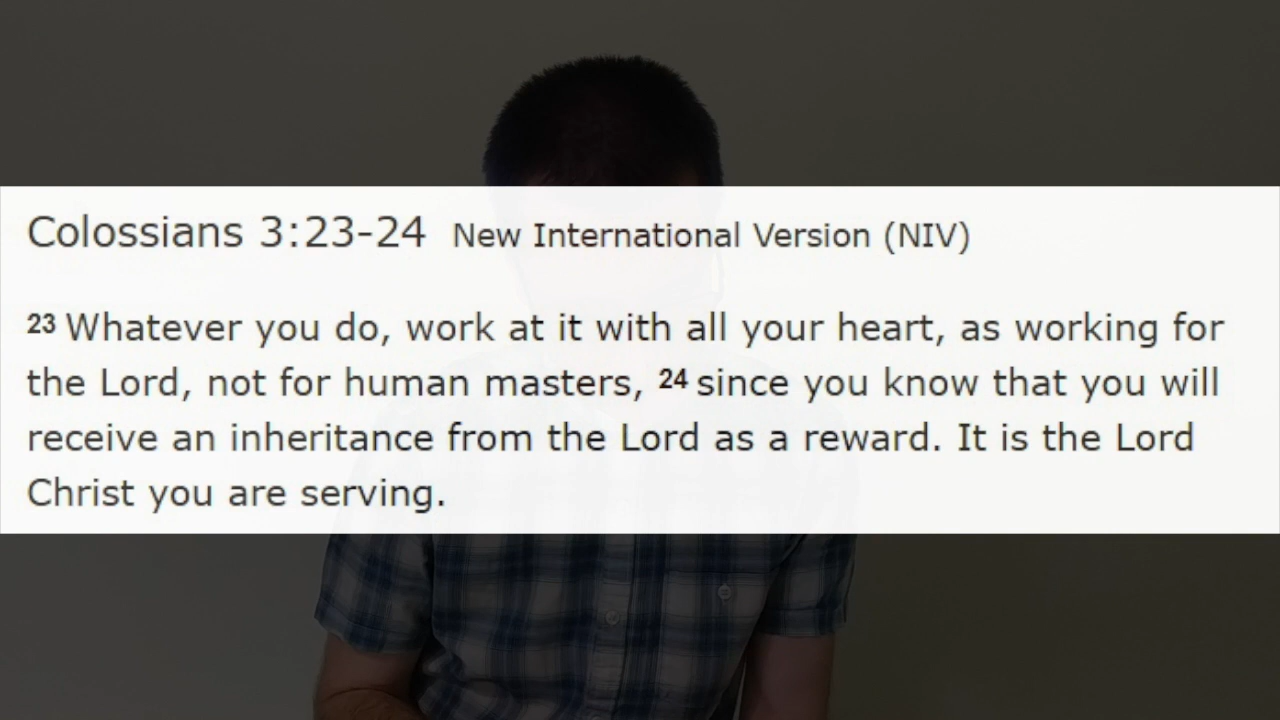 Colossians 3:23-24 New International Version (NIV)
23 Whatever you do, work at it with all your heart, as working for
the Lord, not for human masters, 24 since you know that you will
receive an inheritance from the Lord as a reward. It is the Lord
Christ you are serving.